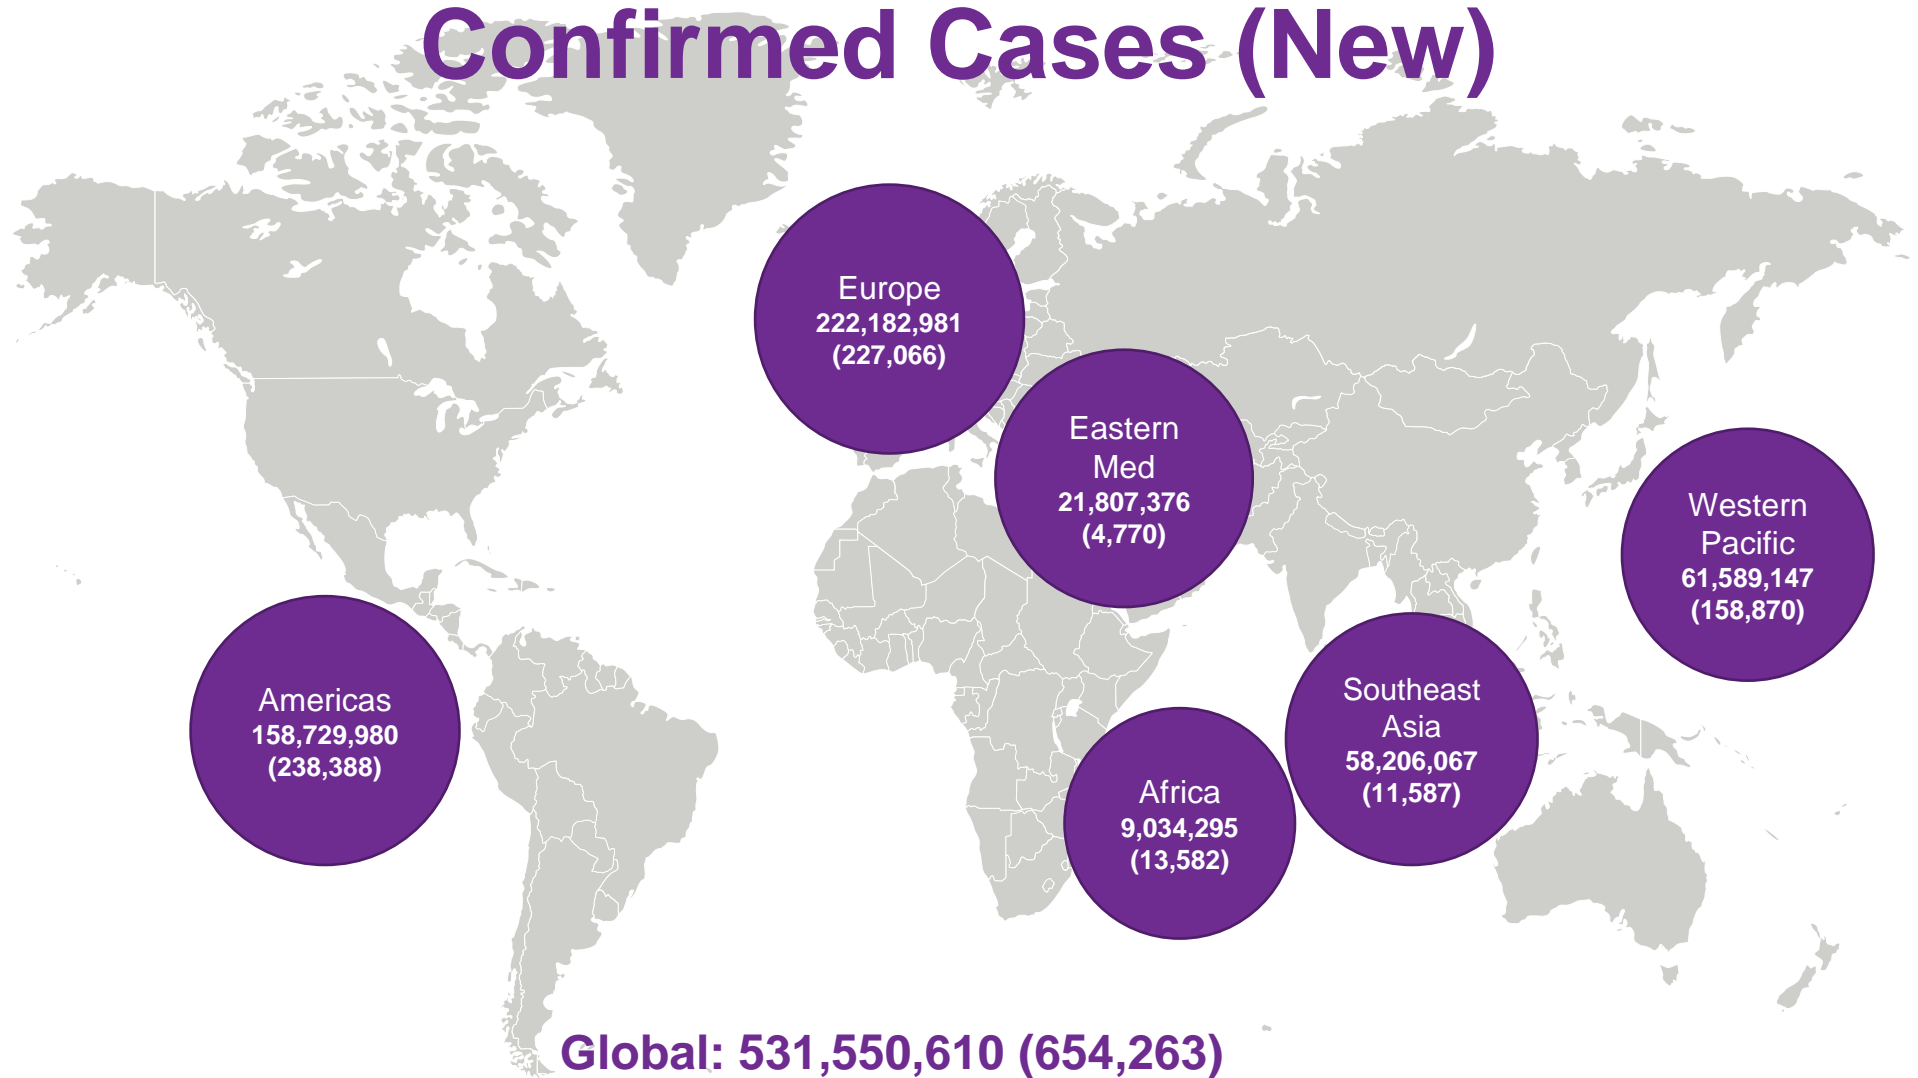 Confirmed Cases (New)
Europe
222,182,981
(227,066)
Eastern
Med
21,807,376
(4,770)
Western
Pacific
61,589,147
(158,870)
Americas
158,729,980
(238,388)
Southeast
Asia
58,206,067
(11,587)
Africa
9,034,295
(13,582)
Global: 531,550,610 (654,263)